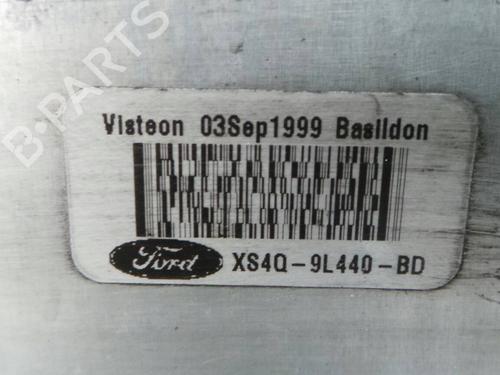 B-PARTS
Visteon 03Sep1999 Basildon
Ford XS4Q-9L440-BD